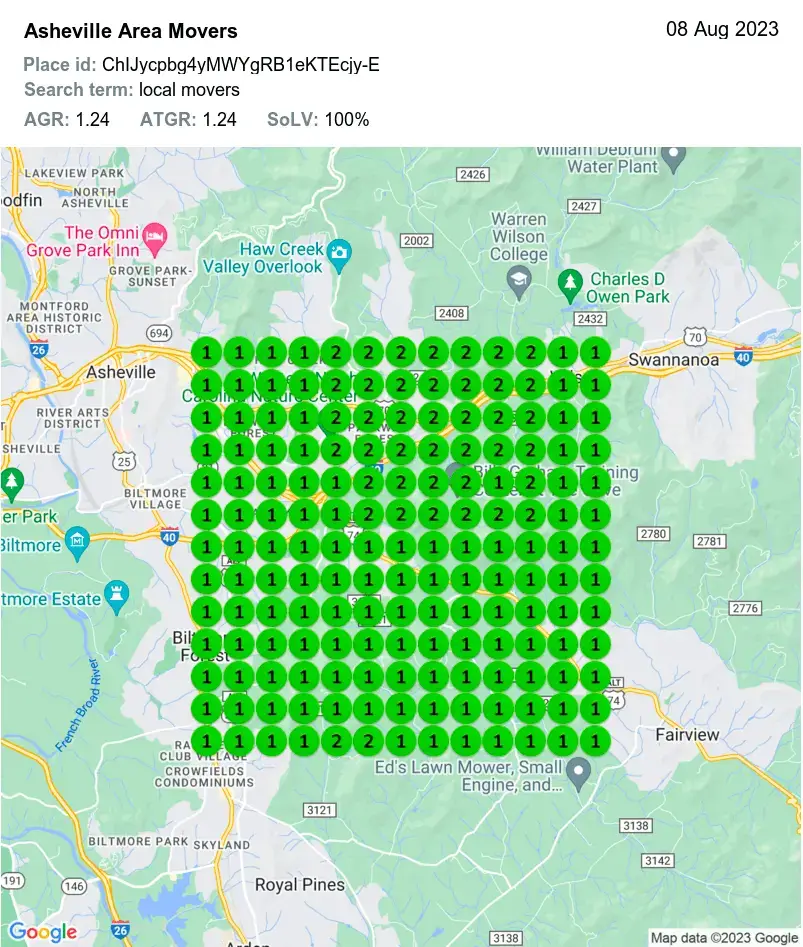 Asheville Area Movers
08 Aug 2023
Place id: ChIJycpbg4yMWYgRB1eKTEcjy-E
Search term: local movers
AGR: 1.24 ATGR: 1.24 SoLV: 100%
William Debruhl
Water Plant
LAKEVIEW PARK
2426
NORTH
ASHEVILLE
odfin
2427
The Omni
Grove Park Inn
Warren
Wilson
College
2002
Haw Creek
Valley Overlook
GROVE PARK-
SUNSET
Charles D
Owen Park
MONTFORD
AREA HISTORIC
DISTRICT
2408
2432
694
70
26
1 1 1 1 2 2 2 2 2 2 2 1 1
Swannanoa
40
Asheville
1 1 1 1 2 2 2 2 2 2 2 1 1
RIVER ARTS
DISTRICT
1 1 1 1 2 2 2 2 2 2 2 1 1
SHEVILLE
25
1 1 1 1 2 2 2 2 2 2 2 1 1
BILTMORE
VILLAGE
1 1 1 1 1 2 2 2 2 1 2 1 1
er Park
1 1 1 1 1 2 2 2 2 2 2 1 1
40
2780
2781
Biltmore
1 1 1 1 1 1 1 1 1 1 1 1 1
1 1 1 1 1 1 1 1 1 1 1 1 1
tmore Estate
2776
1 1 1 1 1 1 1 1 1 1 1 1 1
1 1 1 1 1 1 1 1 1 1 1 1 1
Forest
1 1 1 1 1 1 1 1 1 1 1 1 1
French Broad River
74
1 1 1 1 1 1 1 1 1 1 1 1 1
Fairview
1 1 1 1 2 2 1 1 1 1 1 1 1
CLUB VILLAGE
CROWFIELDS
CONDOMINIUMS
Ed's Lawn Mower, Small
Engine, and...
3121
3138
BILTMORE PARK
SKYLAND
3142
191
146
Royal Pines
Google
26
3138
Map data ©2023 Google